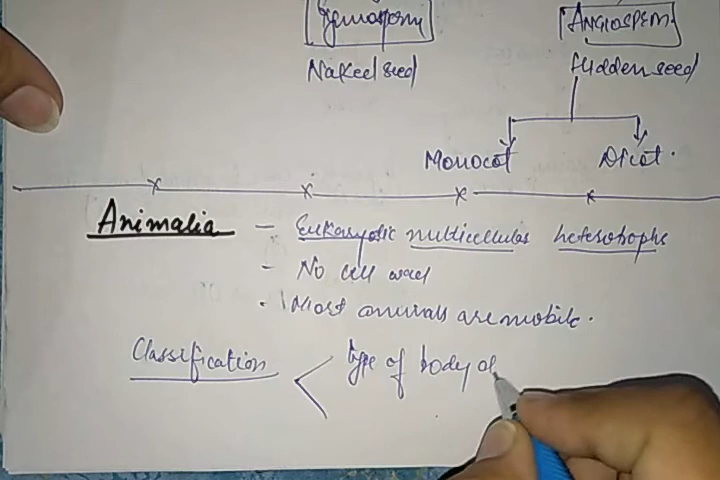 Gymnosperm
ANGIOSPERM
Naked seed
Hidden seed
Monocot
Dicot.
Animalia - Eukaryotic multicellular heterotrophs
- No cell wall
- Most animals are mobile.
Classification
type of body